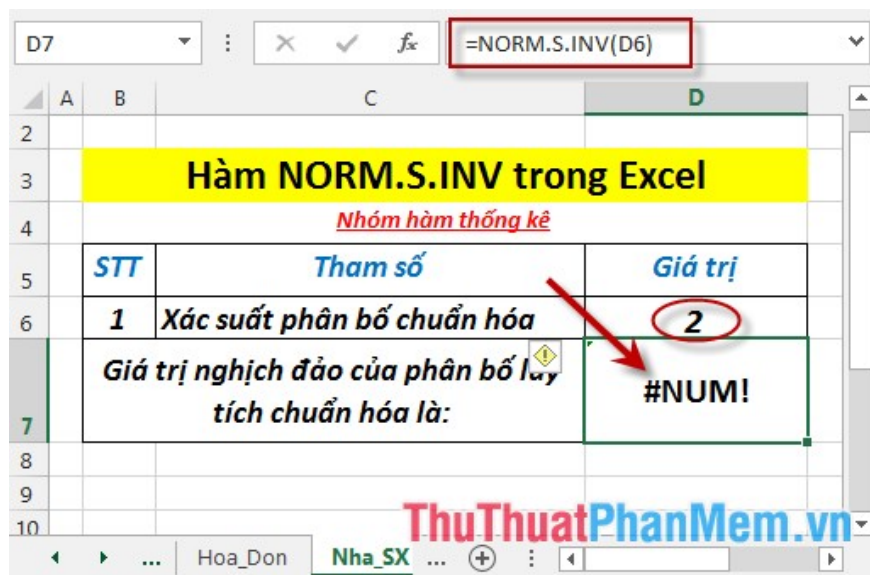 D7 fx =NORM.S.INV(D6)
A B C D
2
3 Hàm NORM.S.INV trong Excel
4 Nhóm hàm thống kê
5 STT Tham số Giá trị
6 1 Xác suất phân bố chuẩn hóa 2
Giá trị nghịch đảo của phân bố lũy
7 tích chuẩn hóa là: #NUM!
8
9
10
ThuThuatPhanMem.vn
... Hoa_Don Nha_SX ...